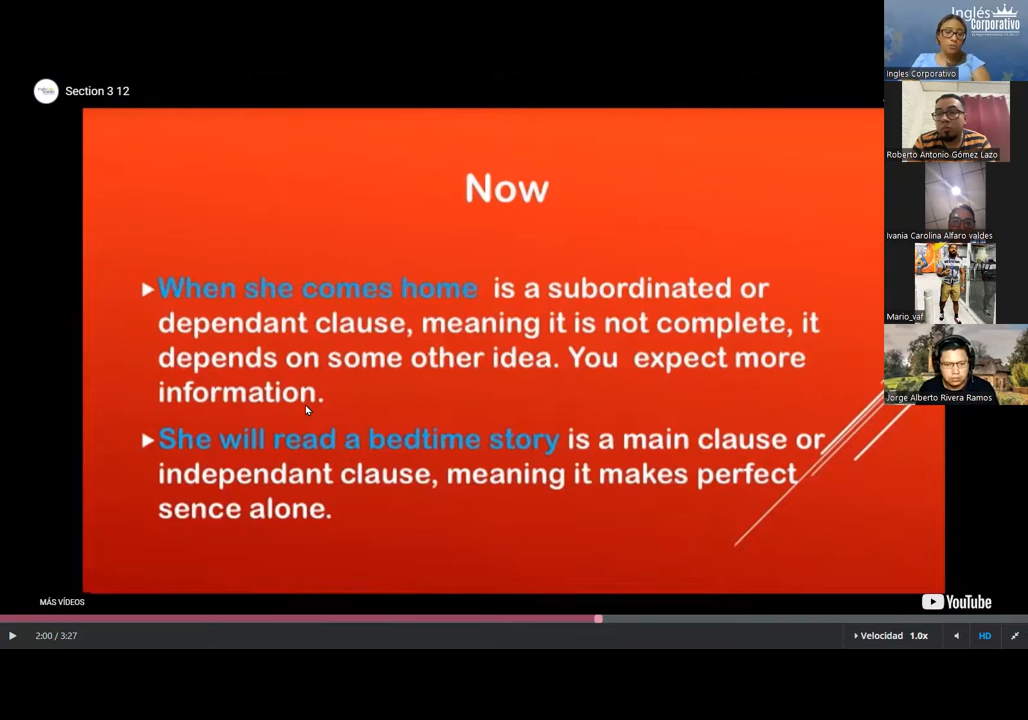 Section 3 12
Now
When she comes home is a subordinated or
dependant clause, meaning it is not complete, it
depends on some other idea. You expect more
information.
She will read a bedtime story is a main clause or
independant clause, meaning it makes perfect
sence alone.
MÁS VÍDEOS
YouTube
2:00 / 3:27
Velocidad 1.0x
HD
Inglés
Corporativo
Ingles Corporativo
Roberto Antonio Gómez Lazo
Ivania Carolina Alfaro valdes
Mario_vaf
Jorge Alberto Rivera Ramos